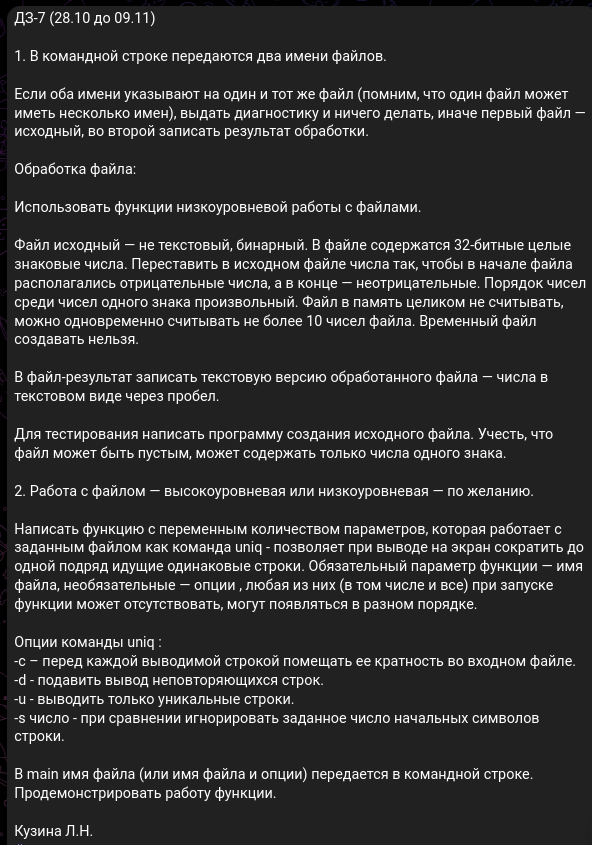 ДЗ-7 (28.10 до 09.11)
1. В командной строке передаются два имени файлов.
Если оба имени указывают на один и тот же файл (помним, что один файл может
иметь несколько имен), выдать диагностику и ничего делать, иначе первый файл —
исходный, во второй записать результат обработки.
Обработка файла:
Использовать функции низкоуровневой работы с файлами.
Файл исходный — не текстовый, бинарный. В файле содержатся 32-битные целые
знаковые числа. Переставить в исходном файле числа так, чтобы в начале файла
располагались отрицательные числа, а в конце — неотрицательные. Порядок чисел
среди чисел одного знака произвольный. Файл в память целиком не считывать,
можно одновременно считывать не более 10 чисел файла. Временный файл
создавать нельзя.
В файл-результат записать текстовую версию обработанного файла — числа в
текстовом виде через пробел.
Для тестирования написать программу создания исходного файла. Учесть, что
файл может быть пустым, может содержать только числа одного знака.
2. Работа с файлом — высокоуровневая или низкоуровневая — по желанию.
Написать функцию с переменным количеством параметров, которая работает с
заданным файлом как команда uniq - позволяет при выводе на экран сократить до
одной подряд идущие одинаковые строки. Обязательный параметр функции — имя
файла, необязательные — опции , любая из них (в том числе и все) при запуске
функции может отсутствовать, могут появляться в разном порядке.
Опции команды uniq :
-c – перед каждой выводимой строкой помещать ее кратность во входном файле.
-d - подавить вывод неповторяющихся строк.
-u - выводить только уникальные строки.
-s число - при сравнении игнорировать заданное число начальных символов
строки.
В main имя файла (или имя файла и опции) передается в командной строке.
Продемонстрировать работу функции.
Кузина Л.Н.